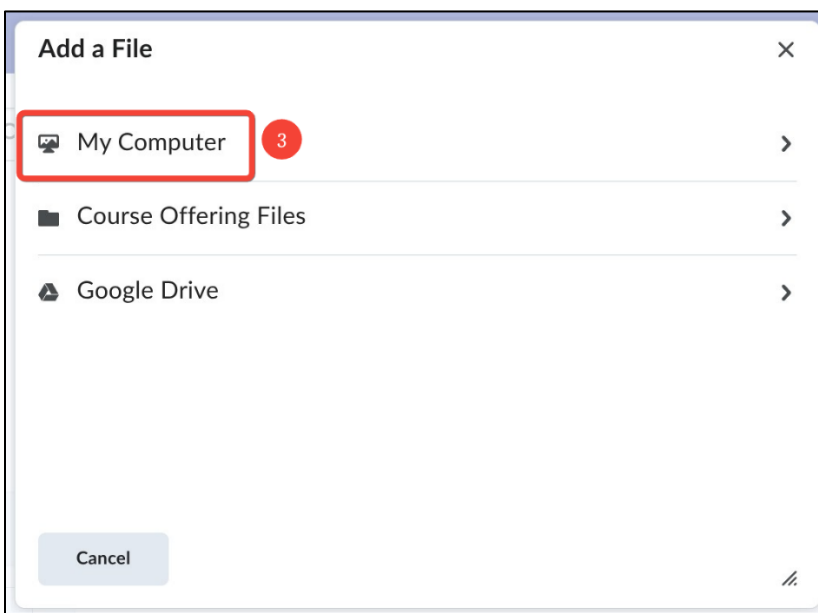 Add a File
My Computer 3
Course Offering Files
Google Drive
Cancel